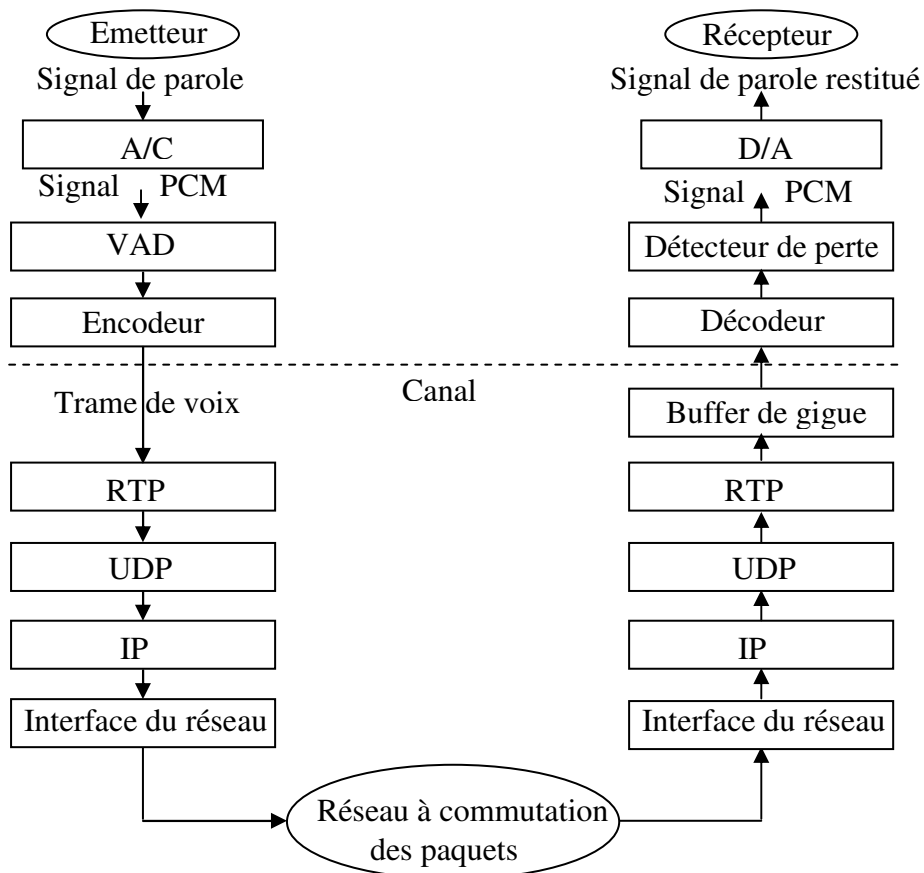 Emetteur
Signal de parole
A/C
Signal PCM
VAD
Encodeur
Trame de voix
RTP
UDP
IP
Interface du réseau
Réseau à commutation
des paquets
Canal
Récepteur
Signal de parole restitué
D/A
Signal PCM
Détecteur de perte
Décodeur
Buffer de gigue
RTP
UDP
IP
Interface du réseau